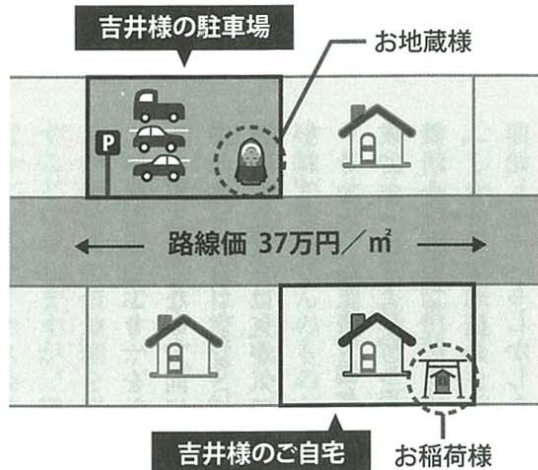 吉井様の駐車場
お地蔵様
P
路線価 37万円／㎡
吉井様のご自宅
お稲荷様